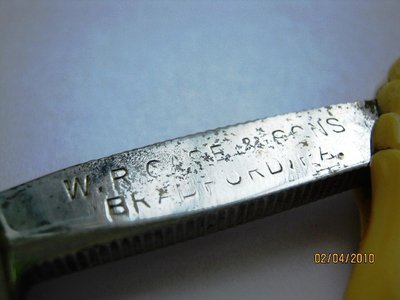 W. R. CASE & SONS
BRADFORD, PA.
02/04/2010